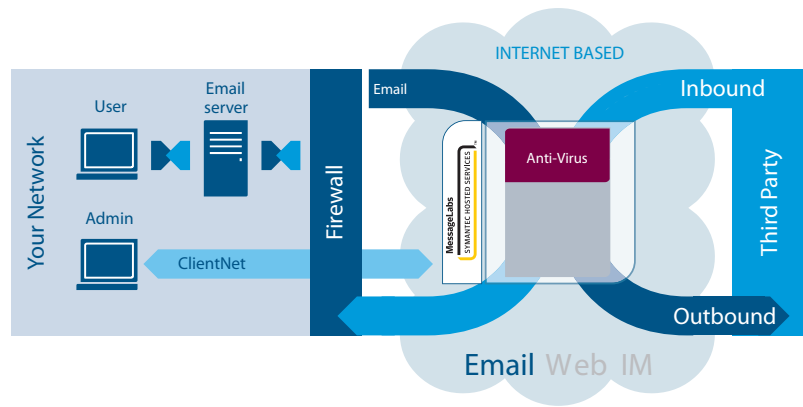 INTERNET BASED
Your Network
User
Email
server
Admin
ClientNet
Firewall
Email
MessageLabs
SYMANTEC HOSTED SERVICES
Anti-Virus
Inbound
Outbound
Third Party
Email Web IM